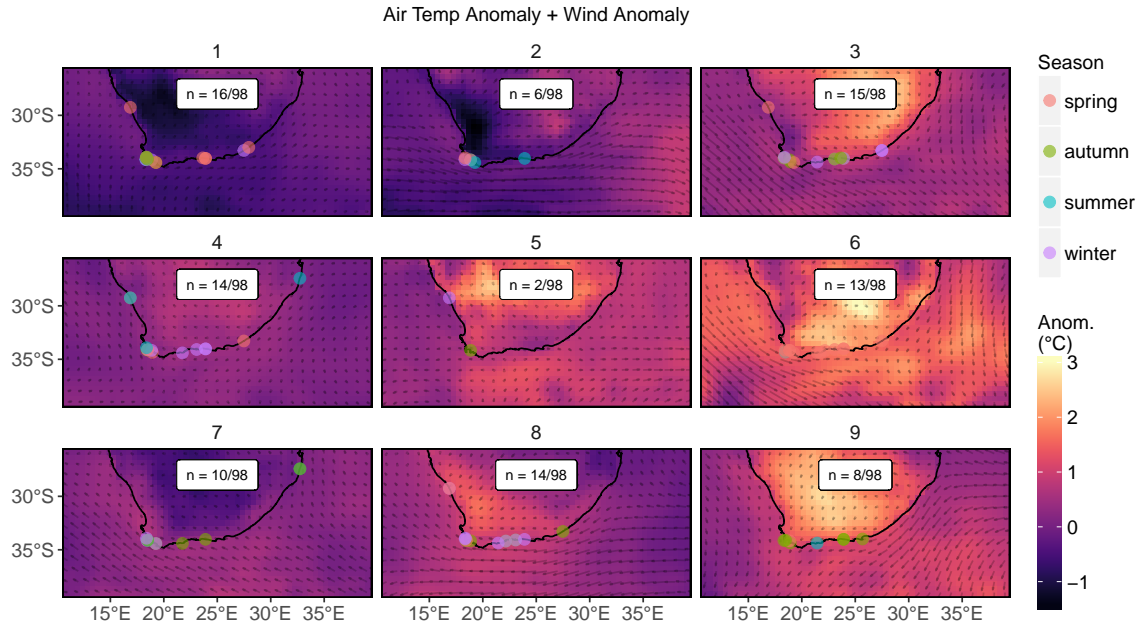 Air Temp Anomaly + Wind Anomaly
1 2 3
n = 16/98 n = 6/98 n = 15/98
30°S
35°S
4 5 6
n = 14/98 n = 2/98 n = 13/98
30°S
35°S
7 8 9
n = 10/98 n = 14/98 n = 8/98
30°S
35°S
15°E 20°E 25°E 30°E 35°E 15°E 20°E 25°E 30°E 35°E 15°E 20°E 25°E 30°E 35°E
Season
spring
autumn
summer
winter
Anom.
(°C)
3
2
1
0
−1